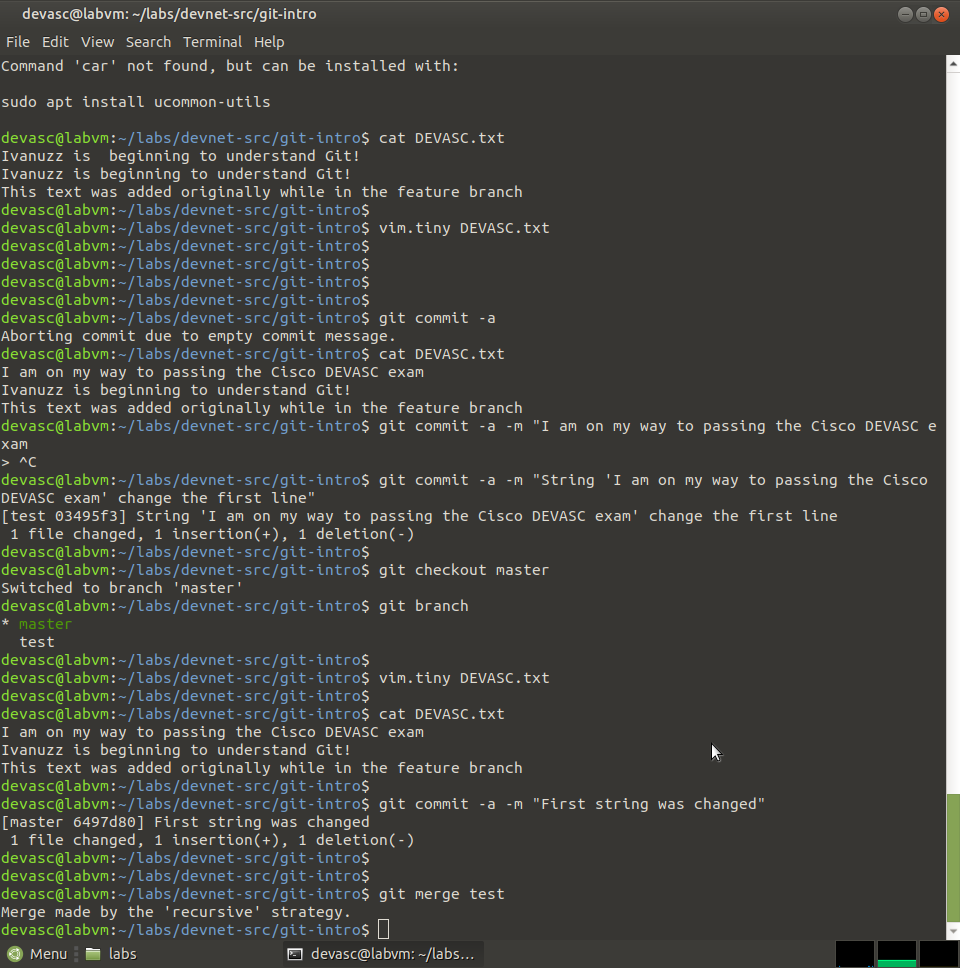 devasc@labvm: ~/labs/devnet-src/git-intro
File Edit View Search Terminal Help
Command 'car' not found, but can be installed with:
sudo apt install ucommon-utils
devasc@labvm:~/labs/devnet-src/git-intro$ cat DEVASC.txt
Ivanuzz is  beginning to understand Git!
Ivanuzz is beginning to understand Git!
This text was added originally while in the feature branch
devasc@labvm:~/labs/devnet-src/git-intro$
devasc@labvm:~/labs/devnet-src/git-intro$ vim.tiny DEVASC.txt
devasc@labvm:~/labs/devnet-src/git-intro$
devasc@labvm:~/labs/devnet-src/git-intro$
devasc@labvm:~/labs/devnet-src/git-intro$
devasc@labvm:~/labs/devnet-src/git-intro$
devasc@labvm:~/labs/devnet-src/git-intro$ git commit -a
Aborting commit due to empty commit message.
devasc@labvm:~/labs/devnet-src/git-intro$ cat DEVASC.txt
I am on my way to passing the Cisco DEVASC exam
Ivanuzz is beginning to understand Git!
This text was added originally while in the feature branch
devasc@labvm:~/labs/devnet-src/git-intro$ git commit -a -m "I am on my way to passing the Cisco DEVASC e
xam
> ^C
devasc@labvm:~/labs/devnet-src/git-intro$ git commit -a -m "String 'I am on my way to passing the Cisco
DEVASC exam' change the first line"
[test 03495f3] String 'I am on my way to passing the Cisco DEVASC exam' change the first line
 1 file changed, 1 insertion(+), 1 deletion(-)
devasc@labvm:~/labs/devnet-src/git-intro$
devasc@labvm:~/labs/devnet-src/git-intro$ git checkout master
Switched to branch 'master'
devasc@labvm:~/labs/devnet-src/git-intro$ git branch
* master
  test
devasc@labvm:~/labs/devnet-src/git-intro$
devasc@labvm:~/labs/devnet-src/git-intro$ vim.tiny DEVASC.txt
devasc@labvm:~/labs/devnet-src/git-intro$
devasc@labvm:~/labs/devnet-src/git-intro$ cat DEVASC.txt
I am on my way to passing the Cisco DEVASC exam
Ivanuzz is beginning to understand Git!
This text was added originally while in the feature branch
devasc@labvm:~/labs/devnet-src/git-intro$
devasc@labvm:~/labs/devnet-src/git-intro$ git commit -a -m "First string was changed"
[master 6497d80] First string was changed
 1 file changed, 1 insertion(+), 1 deletion(-)
devasc@labvm:~/labs/devnet-src/git-intro$
devasc@labvm:~/labs/devnet-src/git-intro$
devasc@labvm:~/labs/devnet-src/git-intro$ git merge test
Merge made by the 'recursive' strategy.
devasc@labvm:~/labs/devnet-src/git-intro$
Menu labs devasc@labvm: ~/labs...